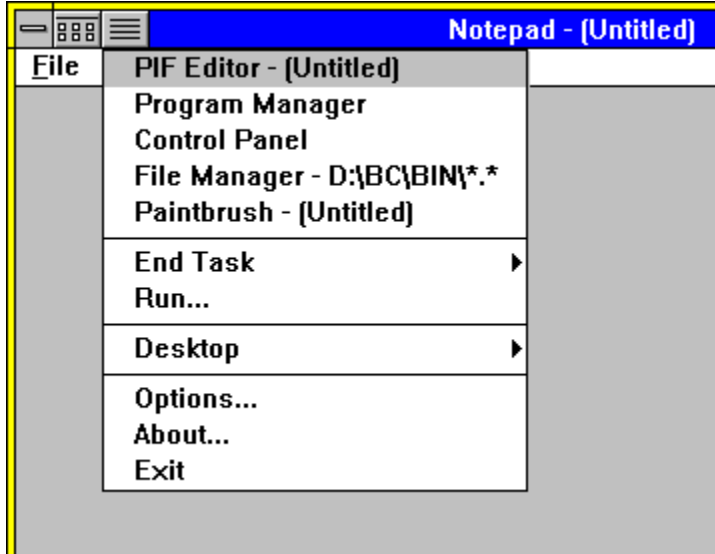 Notepad - (Untitled)
File
PIF Editor - (Untitled)
Program Manager
Control Panel
File Manager - D:\BC\BIN\*.*
Paintbrush - (Untitled)
End Task
Run...
Desktop
Options...
About...
Exit